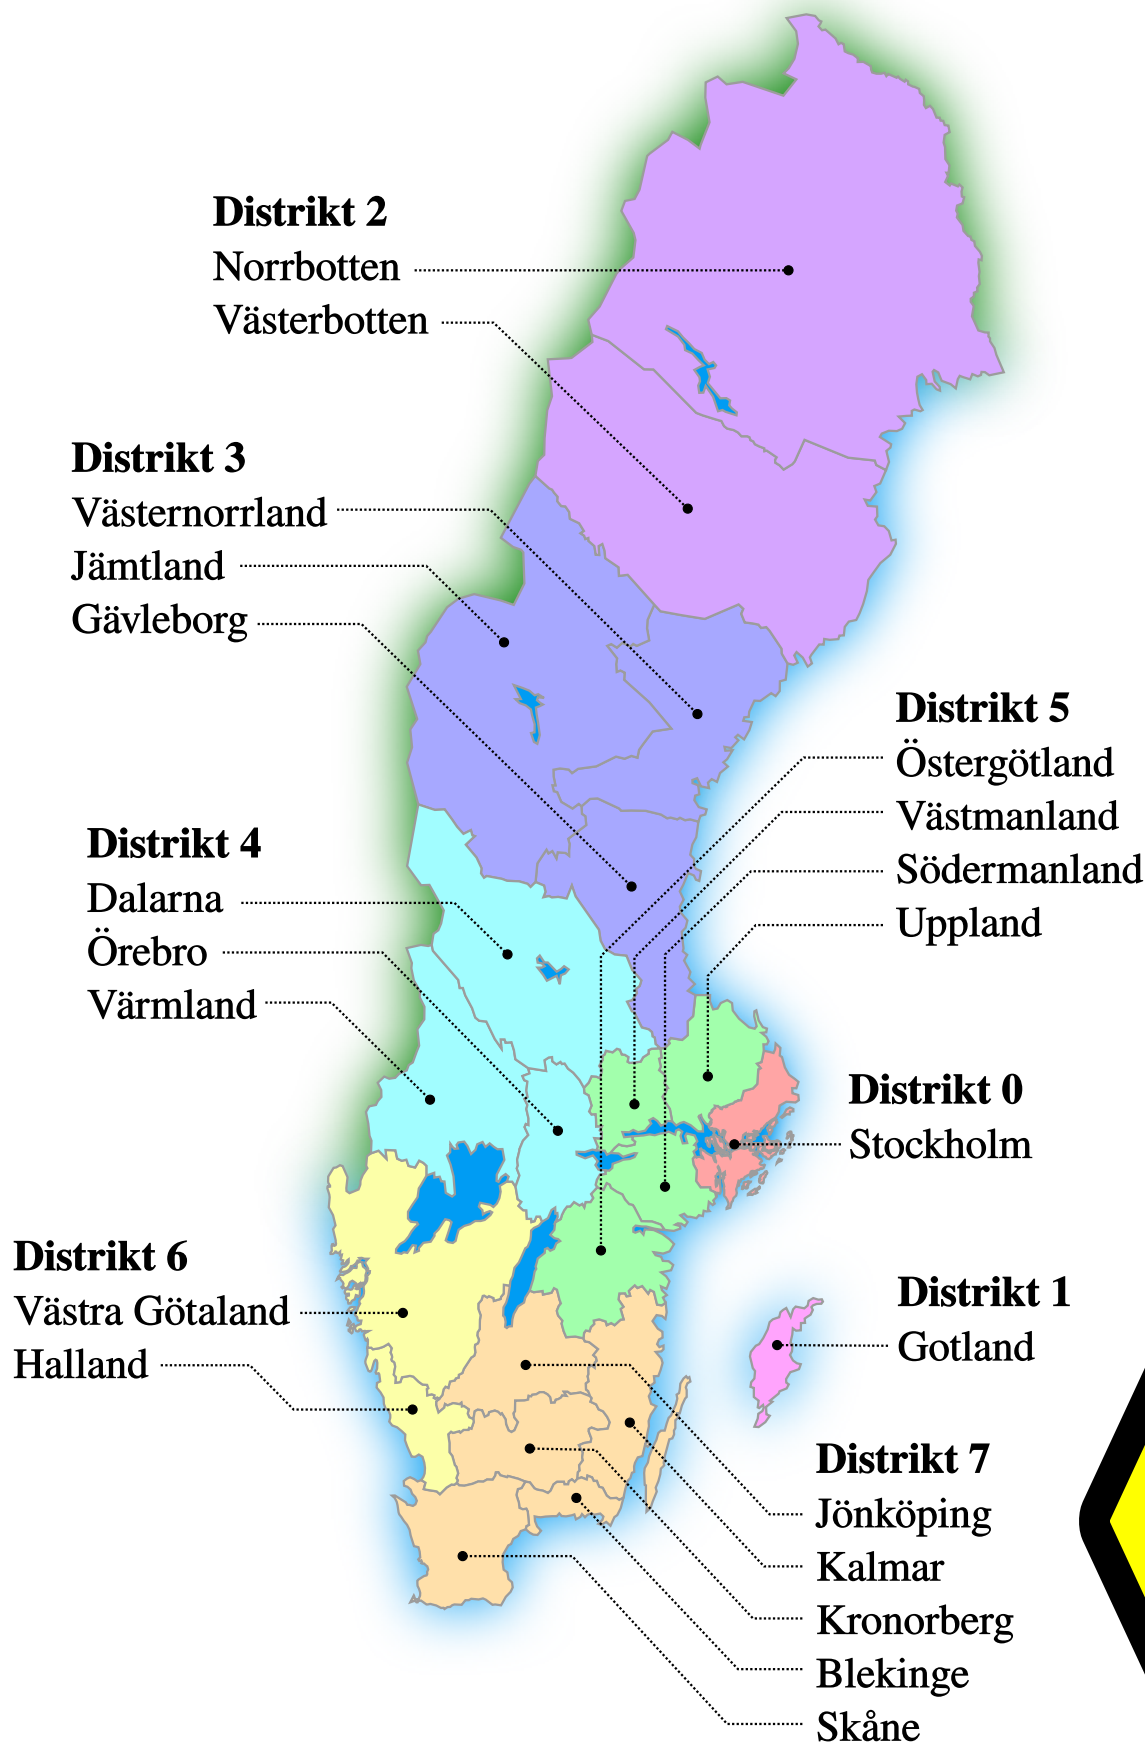 Distrikt 2
Norrbotten
Västerbotten
Distrikt 3
Västernorrland
Jämtland
Gävleborg
Distrikt 5
Östergötland
Västmanland
Södermanland
Uppland
Distrikt 4
Dalarna
Örebro
Värmland
Distrikt 0
Stockholm
Distrikt 6
Västra Götaland
Halland
Distrikt 1
Gotland
Distrikt 7
Jönköping
Kalmar
Kronorberg
Blekinge
Skåne